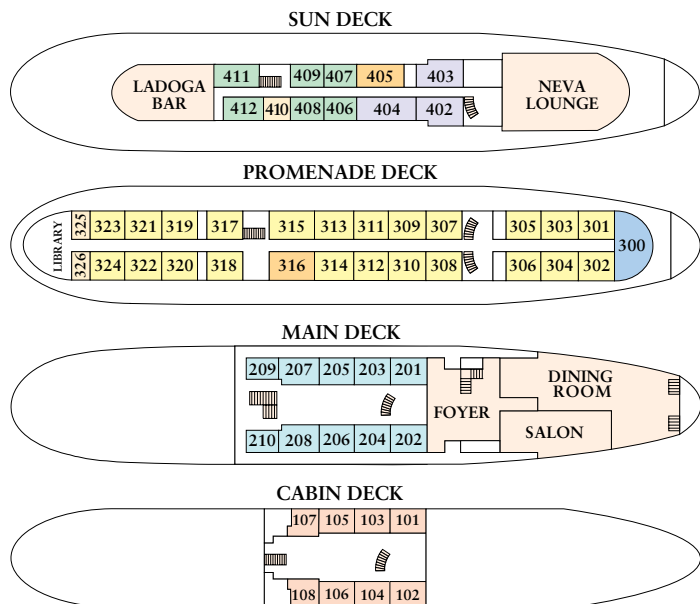 SUN DECK
411 409 407 405 403
LADOGA
BAR
NEVA
LOUNGE
412 410 408 406 404 402
PROMENADE DECK
LIBRARY
325 323 321 319 317 315 313 311 309 307 305 303 301
300
326 324 322 320 318 316 314 312 310 308 306 304 302
MAIN DECK
209 207 205 203 201
DINING
ROOM
FOYER
SALON
210 208 206 204 202
CABIN DECK
107 105 103 101
108 106 104 102